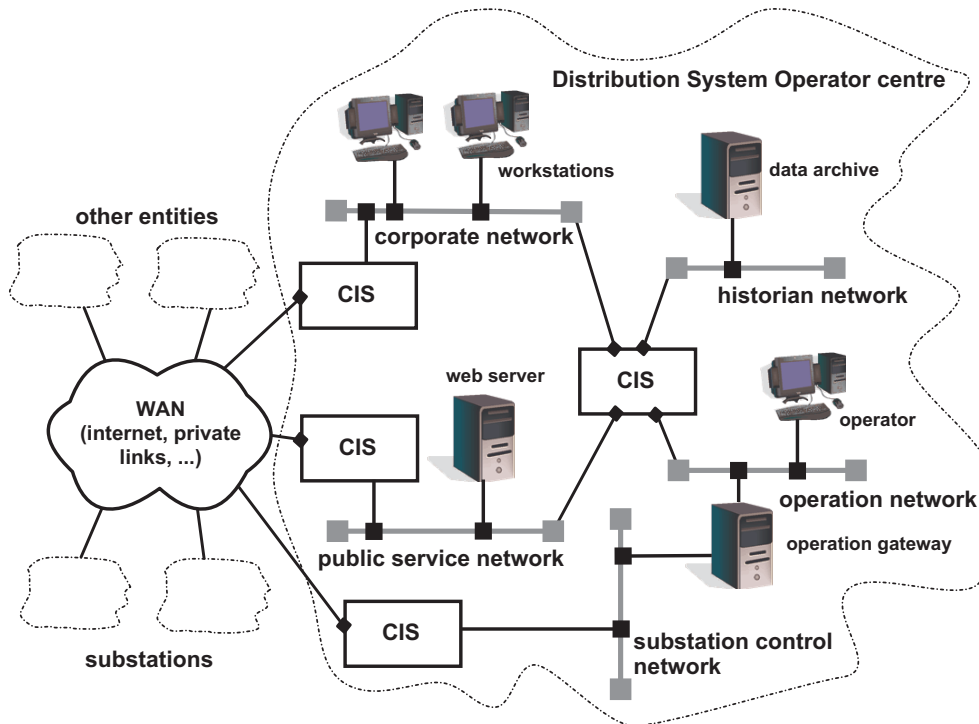 Distribution System Operator centre
workstations
data archive
other entities
corporate network
CIS
historian network
web server
CIS
WAN
(internet, private
links, ...)
CIS
operator
operation network
public service network
operation gateway
CIS
substation control
network
substations